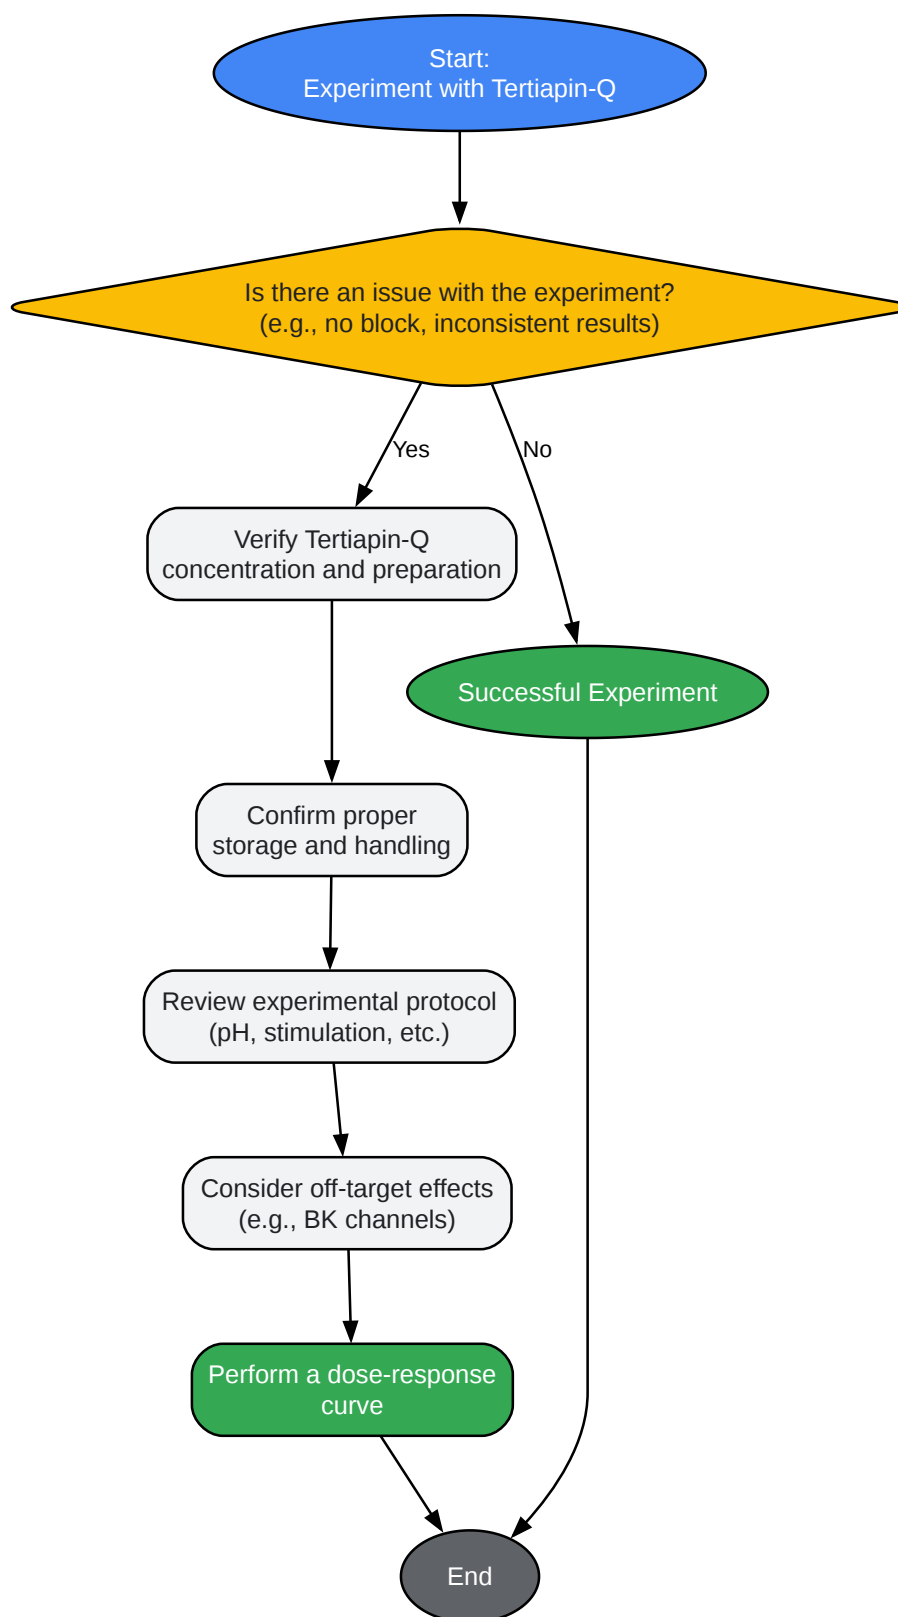 Start:
Experiment with Tertiapin-Q
Is there an issue with the experiment?
(e.g., no block, inconsistent results)
Yes
No
Verify Tertiapin-Q
concentration and preparation
Successful Experiment
Confirm proper
storage and handling
Review experimental protocol
(pH, stimulation, etc.)
Consider off-target effects
(e.g., BK channels)
Perform a dose-response
curve
End